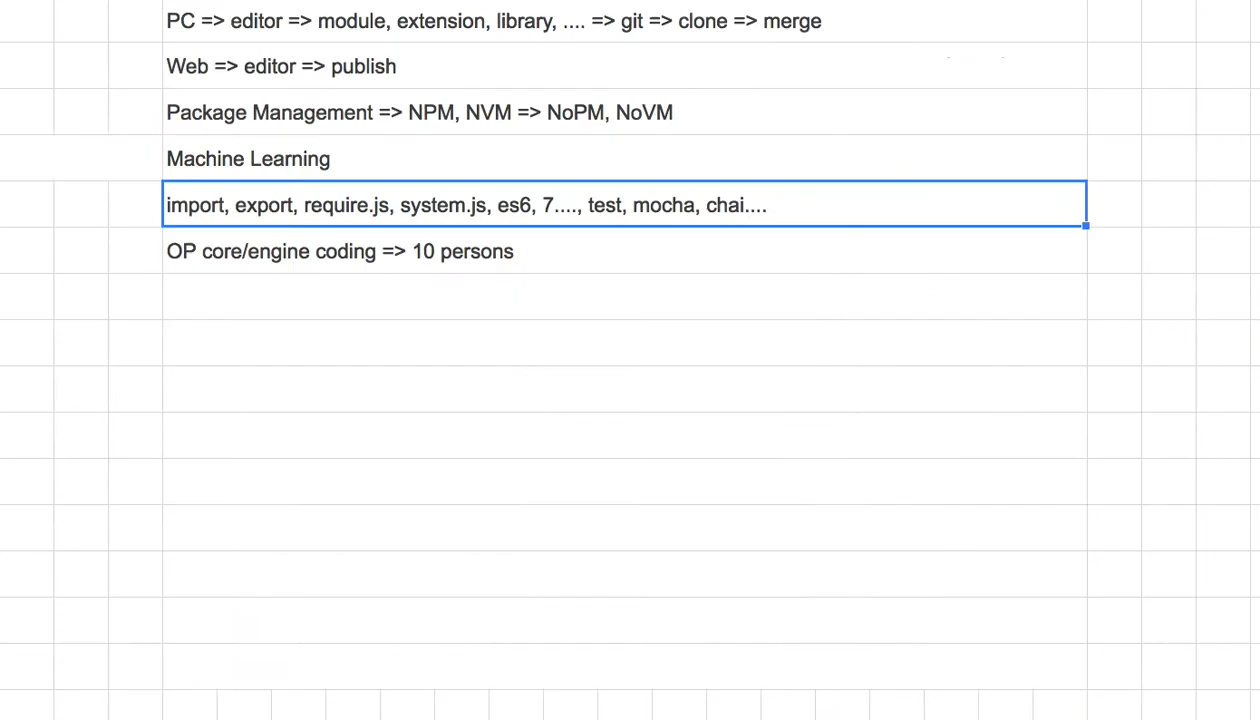 PC => editor => module, extension, library, .... => git => clone => merge
Web => editor => publish
Package Management => NPM, NVM => NoPM, NoVM
Machine Learning
import, export, require.js, system.js, es6, 7...., test, mocha, chai....
OP core/engine coding => 10 persons